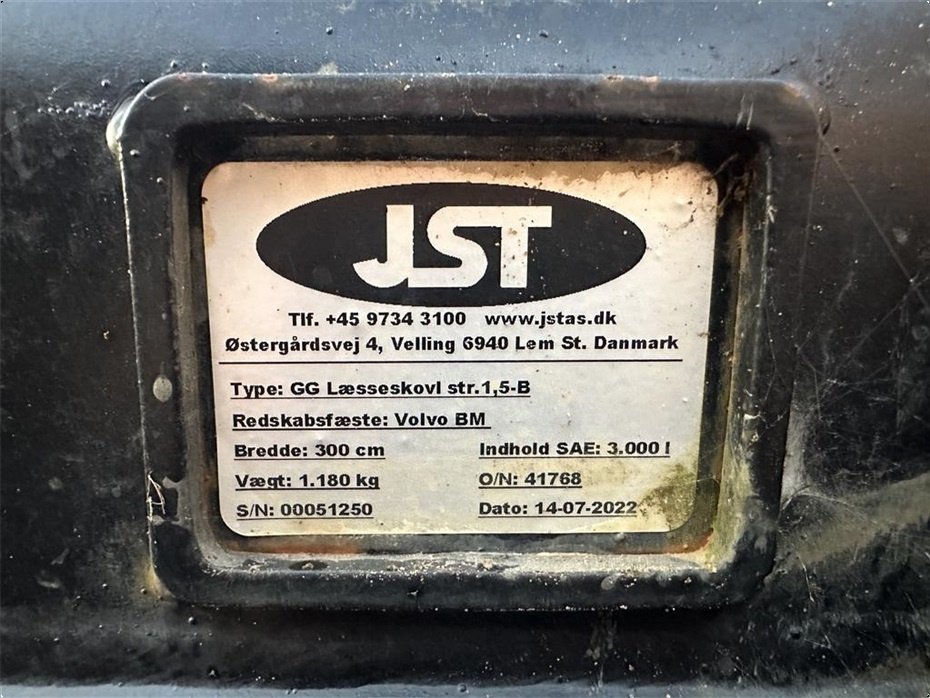 JST
Tlf. +45 9734 3100 www.jstas.dk
Østergårdsvej 4, Velling 6940 Lem St. Danmark
Type: GG Læsseskovl str.1,5-B
Redskabsfæste: Volvo BM
Bredde: 300 cm Indhold SAE: 3.000 l
Vægt: 1.180 kg O/N: 41768
S/N: 00051250 Dato: 14-07-2022